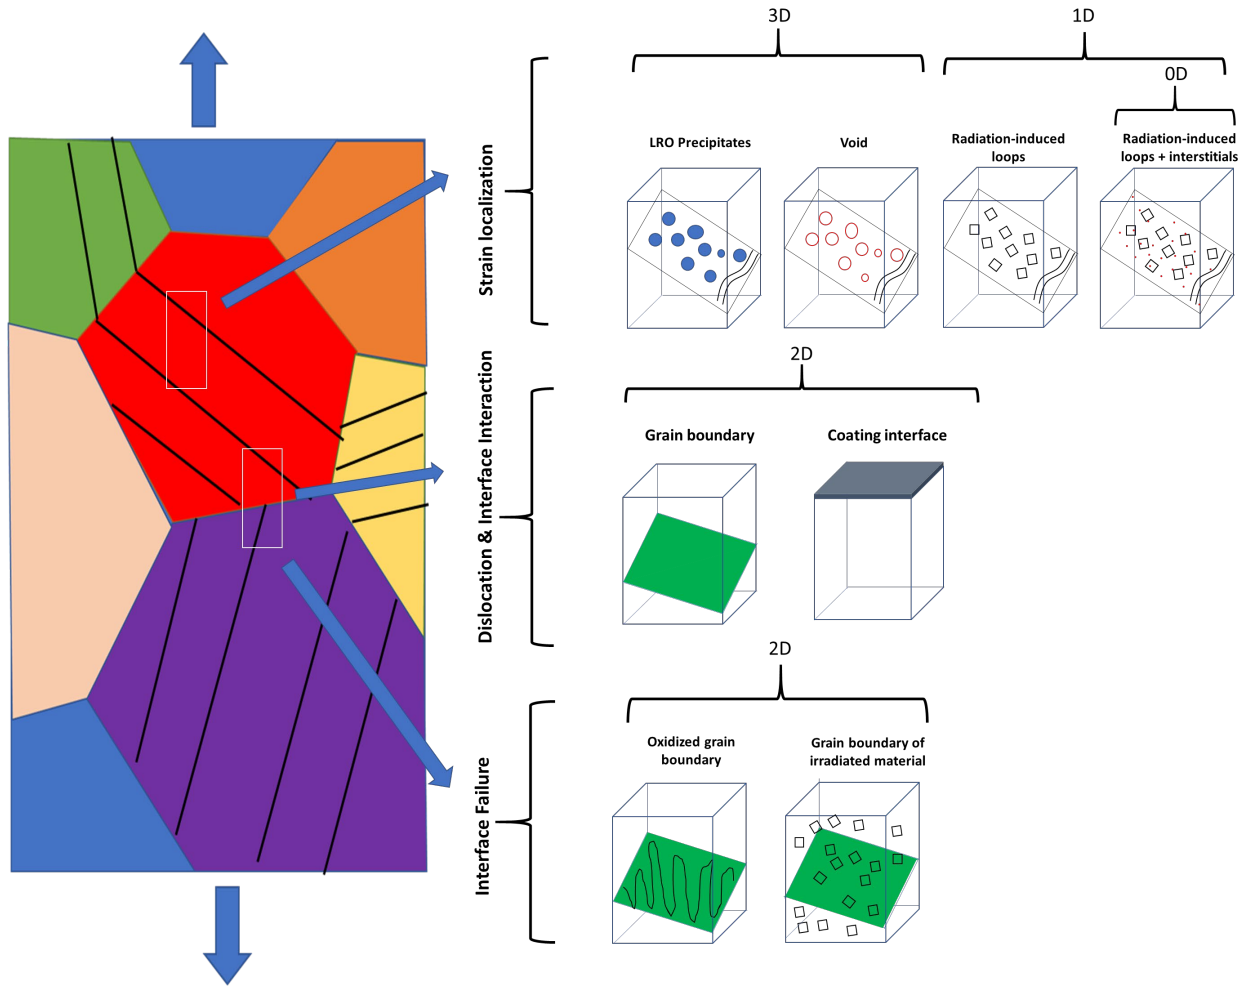 3D
1D
0D
Strain localization
LRO Precipitates
Void
Radiation-induced
loops
Radiation-induced
loops + interstitials
2D
Dislocation & Interface Interaction
Grain boundary
Coating interface
2D
Interface Failure
Oxidized grain
boundary
Grain boundary of
irradiated material